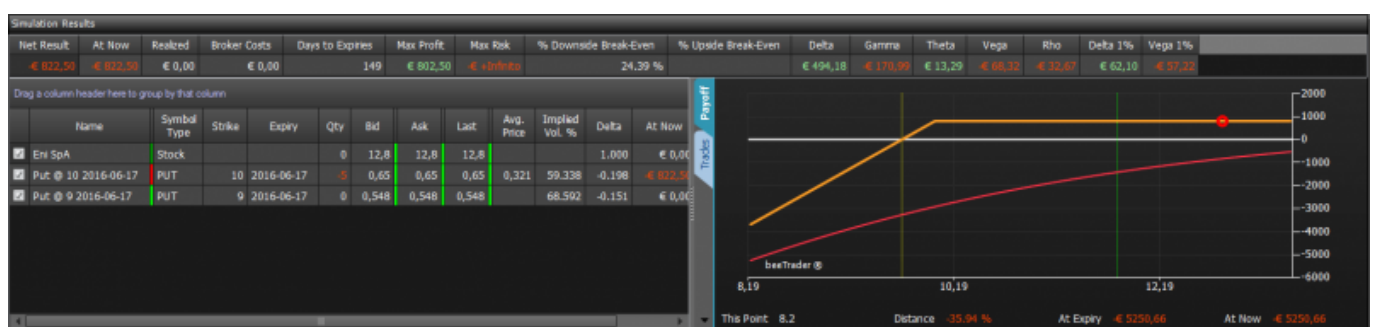 Simulation Results
Net Result At Now Realized Broker Costs Days to Expiries Max Profit Max Risk % Downside Break-Even % Upside Break-Even Delta Gamma Theta Vega Rho Delta 1% Vega 1%
-€ 822,50 -€ 822,50 € 0,00 € 0,00 149 € 802,50 -€ +Infinito 24.39 % € 494,18 -€ 170,99 € 13,29 -€ 68,32 -€ 32,67 € 62,10 -€ 57,22
Drag a column header here to group by that column
Name Symbol Type Strike Expiry Qty Bid Ask Last Avg. Price Implied Vol. % Delta At Now
Eni SpA Stock 0 12,8 12,8 12,8 1.000 € 0,00
Put @ 10 2016-06-17 PUT 10 2016-06-17 -5 0,65 0,65 0,65 0,321 59.338 -0.198 -€ 822,50
Put @ 9 2016-06-17 PUT 9 2016-06-17 0 0,548 0,548 0,548 68.592 -0.151 € 0,00
Payoff
Trades
2000
1000
0
-1000
-2000
-3000
-4000
-5000
-6000
beeTrader ®
8,19 10,19 12,19
This Point 8.2 Distance -35.94 % At Expiry -€ 5250,66 At Now -€ 5250,66